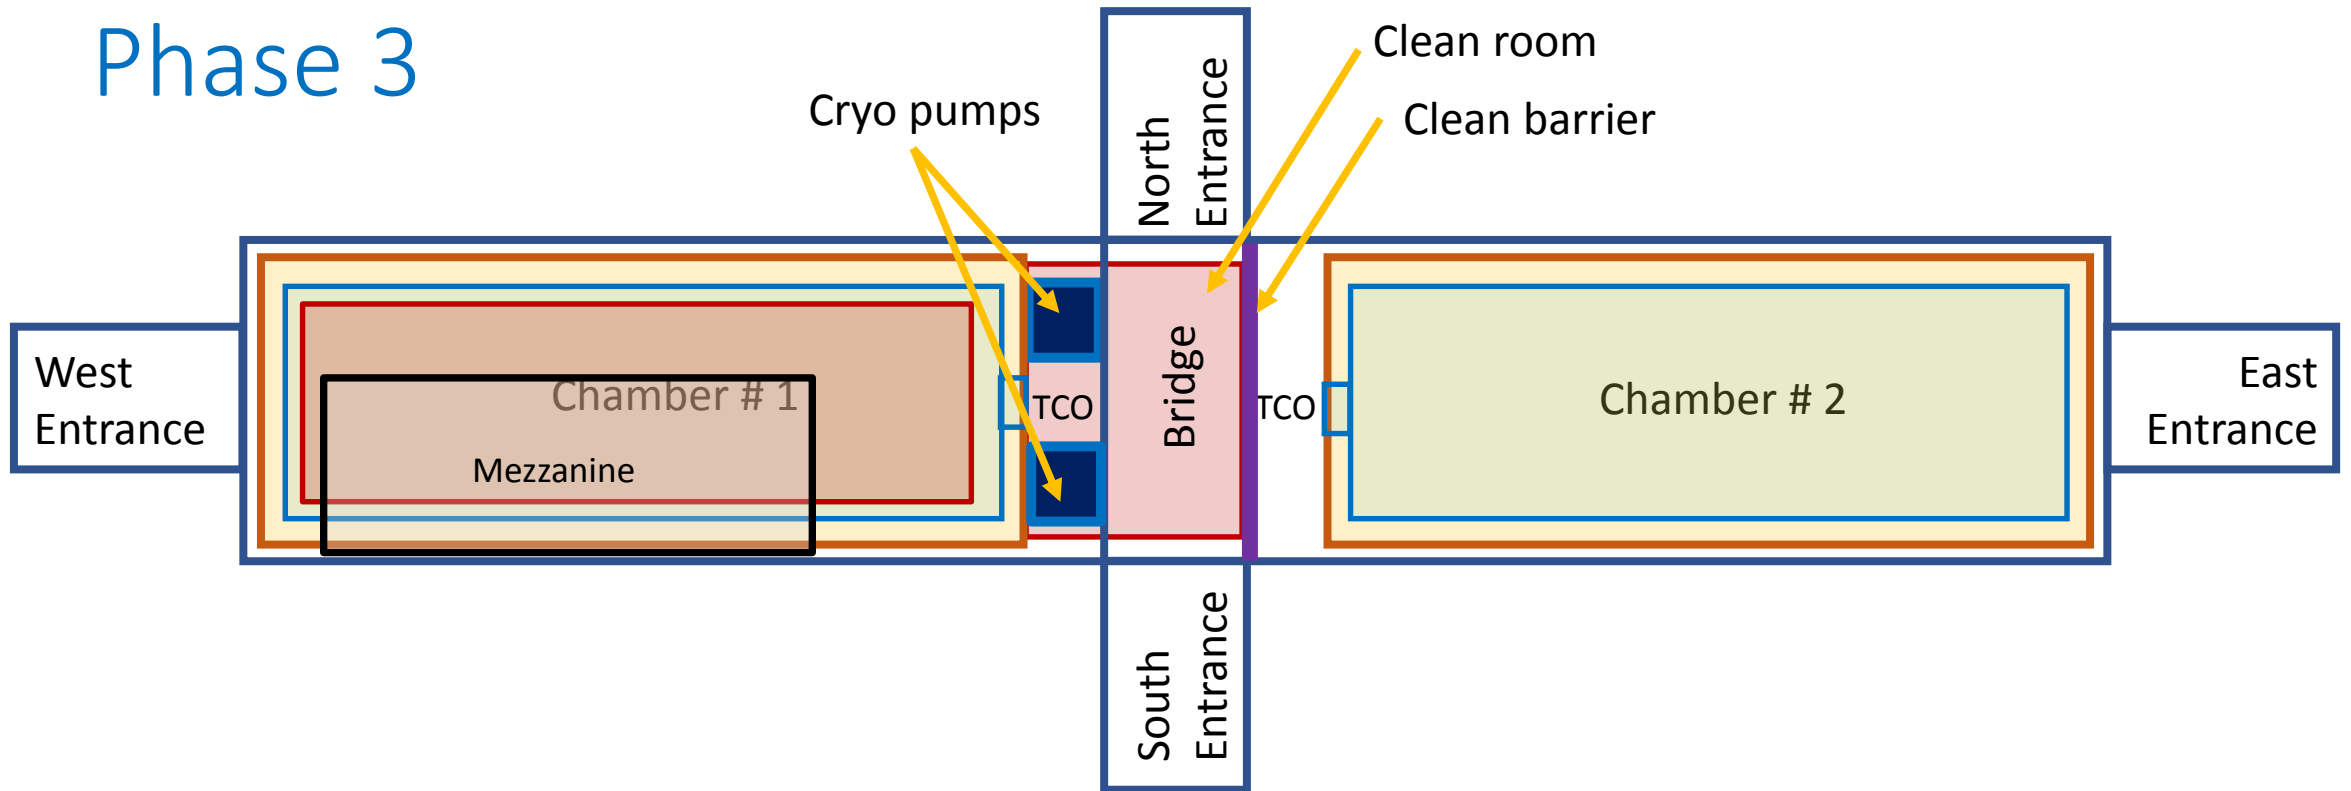 Phase 3
Clean room
Clean barrier
Cryo pumps
North
Entrance
West
Entrance
Chamber # 1
Mezzanine
TCO
Bridge
TCO
Chamber # 2
East
Entrance
South
Entrance